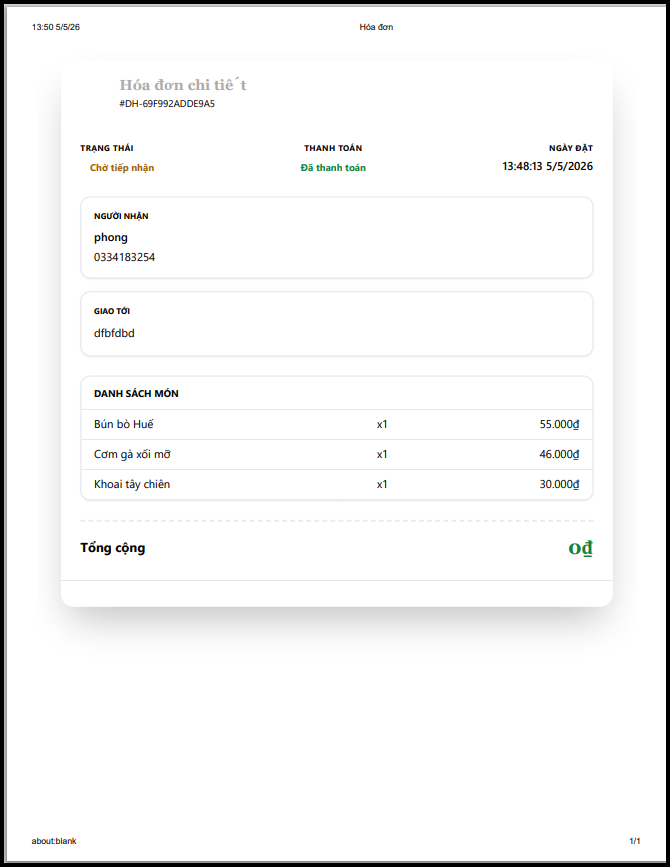 13:50 5/5/26 Hóa đơn
Hóa đơn chi tiết
#DH-69F992ADDE9A5
TRẠNG THÁI THANH TOÁN NGÀY ĐẶT
Chờ tiếp nhận Đã thanh toán 13:48:13 5/5/2026
NGƯỜI NHẬN
phong
0334183254
GIAO TỚI
dfbfdbd
DANH SÁCH MÓN
Bún bò Huế x1 55.000₫
Cơm gà xối mỡ x1 46.000₫
Khoai tây chiên x1 30.000₫
Tổng cộng 0₫
about:blank 1/1